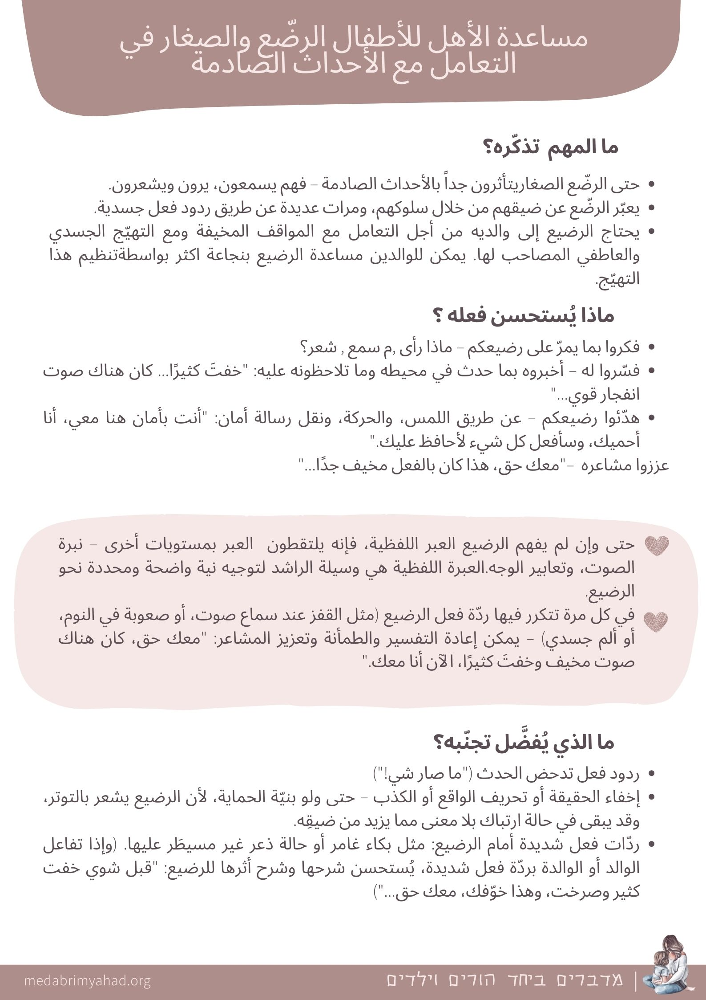 مساعدة الأهل للأطفال الرضّع والصغار في
التعامل مع الأحداث الصادمة
ما المهم تذكّره؟
• حتى الرضّع الصغاريتأثرون جداً بالأحداث الصادمة – فهم يسمعون، يرون ويشعرون.
• يعبّر الرضّع عن ضيقهم من خلال سلوكهم، ومرات عديدة عن طريق ردود فعل جسدية.
• يحتاج الرضيع إلى والديه من أجل التعامل مع المواقف المخيفة ومع التهيّج الجسدي
والعاطفي المصاحب لها. يمكن للوالدين مساعدة الرضيع بنجاعة اكثر بواسطةتنظيم هذا
التهيّج.
ماذا يُستحسن فعله ؟
• فكروا بما يمرّ على رضيعكم – ماذا رأى ,م سمع , شعر؟
• فسّروا له – أخبروه بما حدث في محيطه وما تلاحظونه عليه: "خفتَ كثيرًا... كان هناك صوت
انفجار قوي..."
• هدّئوا رضيعكم – عن طريق اللمس، والحركة، ونقل رسالة أمان: "أنت بأمان هنا معي، أنا
أحميك، وسأفعل كل شيء لأحافظ عليك."
عززوا مشاعره –"معك حق، هذا كان بالفعل مخيف جدًا..."
حتى وإن لم يفهم الرضيع العبر اللفظية، فإنه يلتقطون العبر بمستويات أخرى – نبرة
الصوت، وتعابير الوجه.العبرة اللفظية هي وسيلة الراشد لتوجيه نية واضحة ومحددة نحو
الرضيع.
في كل مرة تتكرر فيها ردّة فعل الرضيع (مثل القفز عند سماع صوت، أو صعوبة في النوم،
أو ألم جسدي) – يمكن إعادة التفسير والطمأنة وتعزيز المشاعر: "معك حق، كان هناك
صوت مخيف وخفتَ كثيرًا، الآن أنا معك."
ما الذي يُفضَّل تجنّبه؟
• ردود فعل تدحض الحدث ("ما صار شي!")
• إخفاء الحقيقة أو تحريف الواقع أو الكذب – حتى ولو بنيّة الحماية، لأن الرضيع يشعر بالتوتر،
وقد يبقى في حالة ارتباك بلا معنى مما يزيد من ضيقِه.
• ردّات فعل شديدة أمام الرضيع: مثل بكاء غامر أو حالة ذعر غير مسيطَر عليها. (وإذا تفاعل
الوالد أو الوالدة بردّة فعل شديدة، يُستحسن شرحها وشرح أثرها للرضيع: "قبل شوي خفت
كثير وصرخت، وهذا خوّفك، معك حق...")
| מדברים ביחד הורים וילדים
medabrimyahad.org